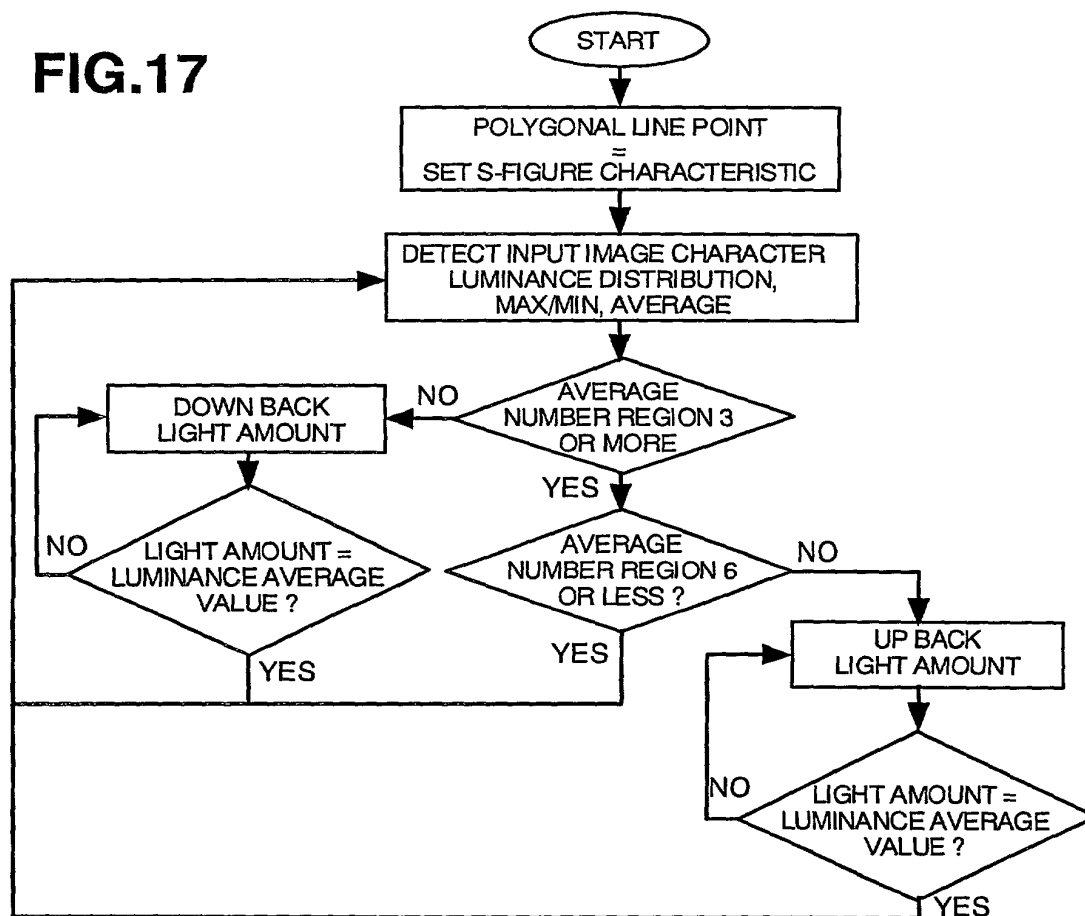 FIG.17
START
POLYGONAL LINE POINT
=
SET S-FIGURE CHARACTERISTIC
DETECT INPUT IMAGE CHARACTER
LUMINANCE DISTRIBUTION,
MAX/MIN, AVERAGE
AVERAGE
NUMBER REGION 3
OR MORE
NO
YES
DOWN BACK
LIGHT AMOUNT
LIGHT AMOUNT =
LUMINANCE AVERAGE
VALUE ?
NO
YES
AVERAGE
NUMBER REGION 6
OR LESS ?
NO
YES
UP BACK
LIGHT AMOUNT
LIGHT AMOUNT =
LUMINANCE AVERAGE
VALUE ?
NO
YES